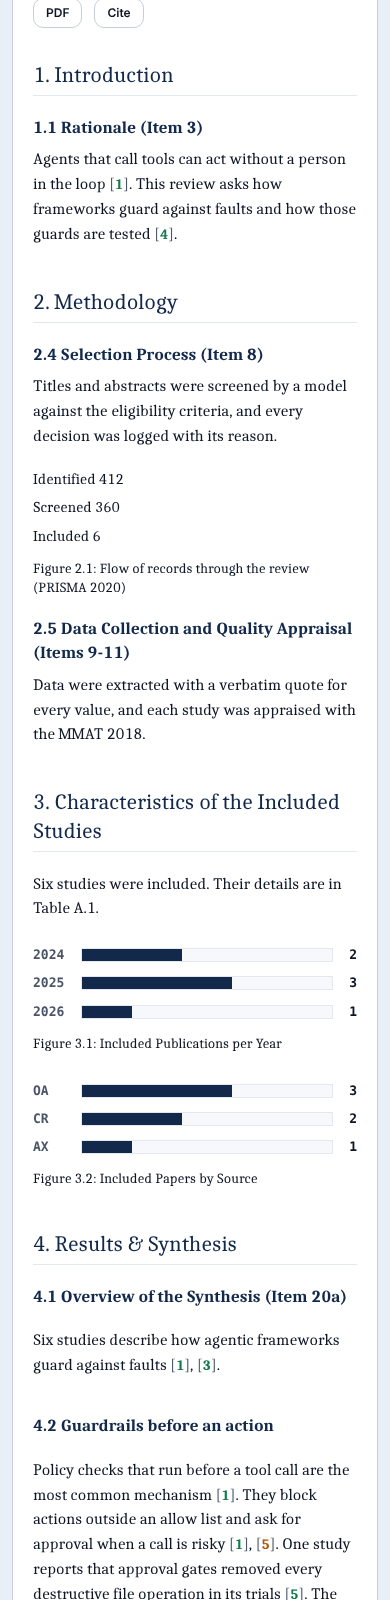 PDF Cite
1. Introduction
1.1 Rationale (Item 3)
Agents that call tools can act without a person
in the loop [1]. This review asks how
frameworks guard against faults and how those
guards are tested [4].
2. Methodology
2.4 Selection Process (Item 8)
Titles and abstracts were screened by a model
against the eligibility criteria, and every
decision was logged with its reason.
Identified 412
Screened 360
Included 6
Figure 2.1: Flow of records through the review
(PRISMA 2020)
2.5 Data Collection and Quality Appraisal
(Items 9-11)
Data were extracted with a verbatim quote for
every value, and each study was appraised with
the MMAT 2018.
3. Characteristics of the Included
Studies
Six studies were included. Their details are in
Table A.1.
2024 2
2025 3
2026 1
Figure 3.1: Included Publications per Year
OA 3
CR 2
AX 1
Figure 3.2: Included Papers by Source
4. Results & Synthesis
4.1 Overview of the Synthesis (Item 20a)
Six studies describe how agentic frameworks
guard against faults [1], [3].
4.2 Guardrails before an action
Policy checks that run before a tool call are the
most common mechanism [1]. They block
actions outside an allow list and ask for
approval when a call is risky [1], [5]. One study
reports that approval gates removed every
destructive file operation in its trials [5]. The